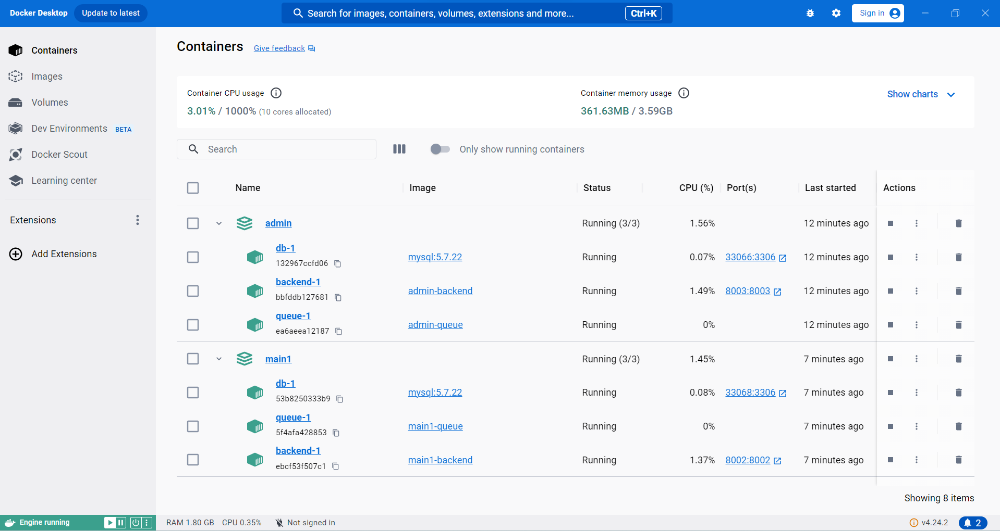 Docker Desktop Update to latest Search for images, containers, volumes, extensions and more... Ctrl+K Sign in
Containers
Images
Volumes
Dev Environments BETA
Docker Scout
Learning center
Extensions
Add Extensions
Containers Give feedback
Container CPU usage
3.01% / 1000% (10 cores allocated)
Container memory usage
361.63MB / 3.59GB
Show charts
Search Only show running containers
Name Image Status CPU (%) Port(s) Last started Actions
admin Running (3/3) 1.56% 12 minutes ago
db-1
132967ccfd06 mysql:5.7.22 Running 0.07% 33066:3306 12 minutes ago
backend-1
bbfddb127681 admin-backend Running 1.49% 8003:8003 12 minutes ago
queue-1
ea6aeea12187 admin-queue Running 0% 12 minutes ago
main1 Running (3/3) 1.45% 7 minutes ago
db-1
53b8250333b9 mysql:5.7.22 Running 0.08% 33068:3306 7 minutes ago
queue-1
5f4afa428853 main1-queue Running 0% 7 minutes ago
backend-1
ebcf53f507c1 main1-backend Running 1.37% 8002:8002 7 minutes ago
Showing 8 items
Engine running RAM 1.80 GB CPU 0.35% Not signed in v4.24.2 2